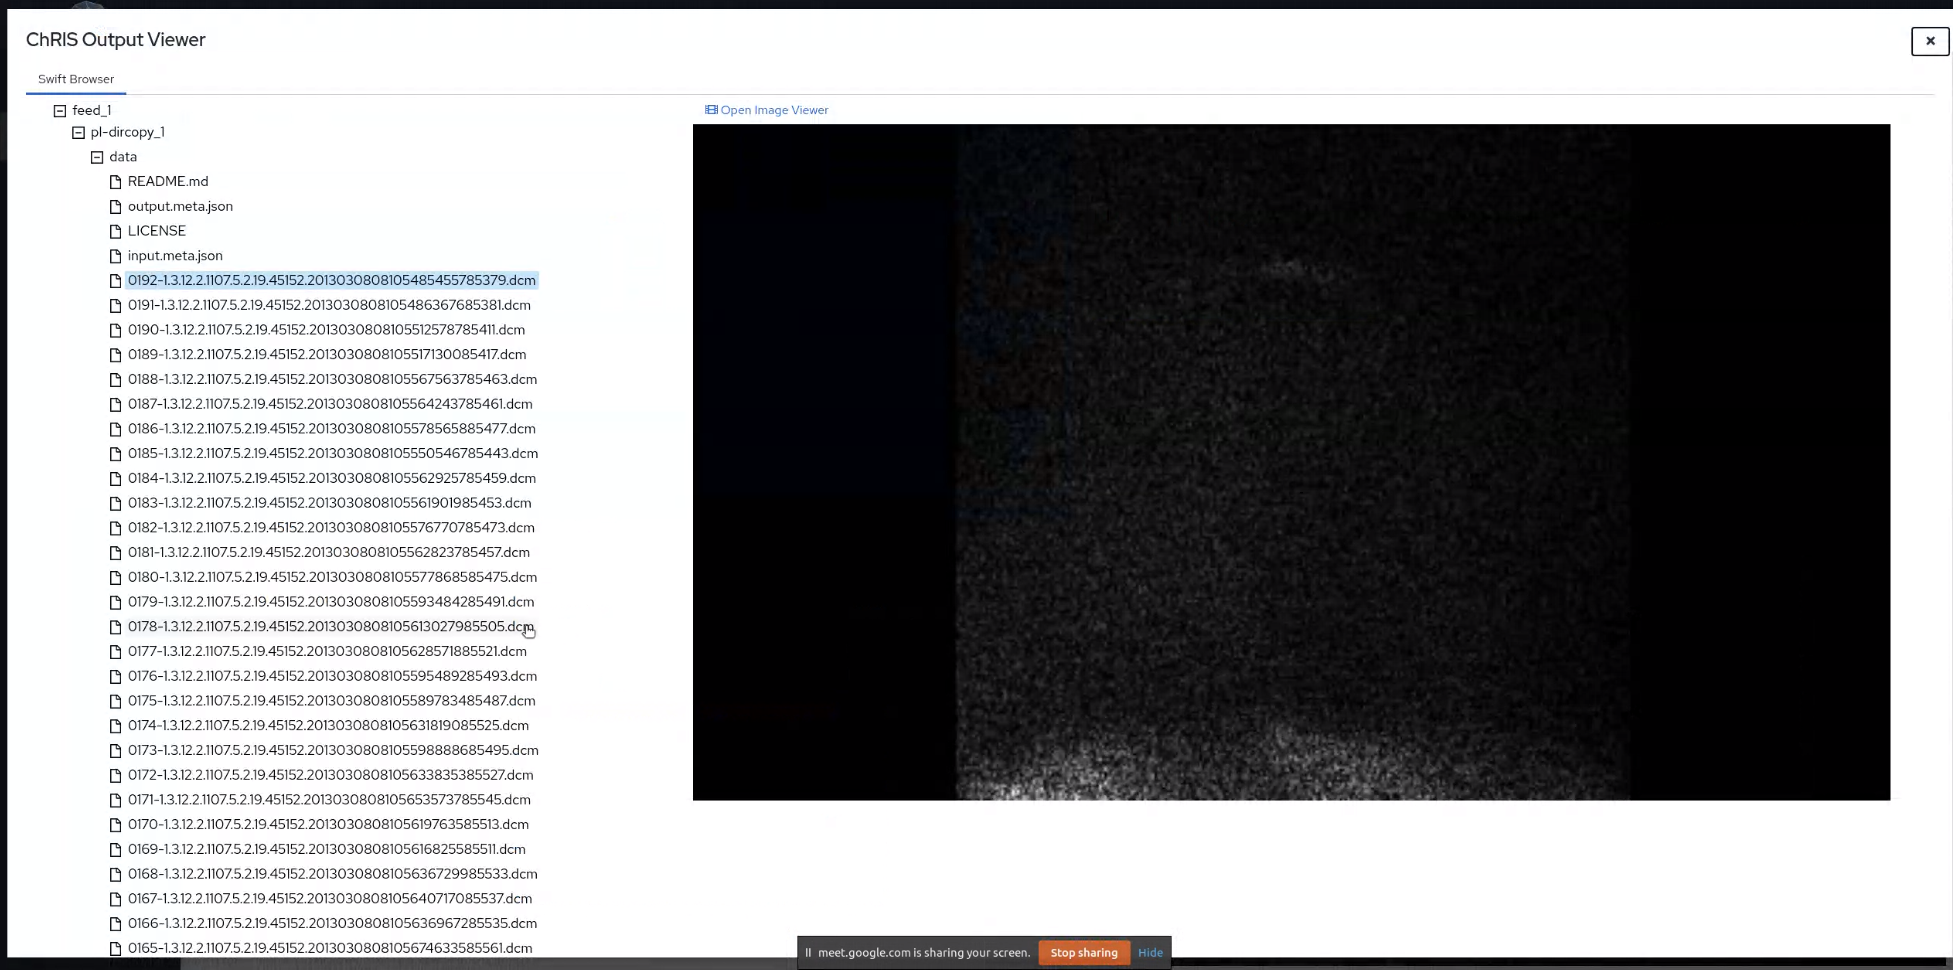 ChRIS Output Viewer
Swift Browser
feed_1
Open Image Viewer
pl-dircopy_1
data
README.md
output.meta.json
LICENSE
input.meta.json
0192-1.3.12.2.1107.5.2.19.45152.2013030808105485455785379.dcm
0191-1.3.12.2.1107.5.2.19.45152.2013030808105486367685381.dcm
0190-1.3.12.2.1107.5.2.19.45152.2013030808105512578785411.dcm
0189-1.3.12.2.1107.5.2.19.45152.2013030808105517130085417.dcm
0188-1.3.12.2.1107.5.2.19.45152.2013030808105567563785463.dcm
0187-1.3.12.2.1107.5.2.19.45152.2013030808105564243785461.dcm
0186-1.3.12.2.1107.5.2.19.45152.2013030808105578565885477.dcm
0185-1.3.12.2.1107.5.2.19.45152.2013030808105550546785443.dcm
0184-1.3.12.2.1107.5.2.19.45152.2013030808105562925785459.dcm
0183-1.3.12.2.1107.5.2.19.45152.2013030808105561901985453.dcm
0182-1.3.12.2.1107.5.2.19.45152.2013030808105576770785473.dcm
0181-1.3.12.2.1107.5.2.19.45152.2013030808105562823785457.dcm
0180-1.3.12.2.1107.5.2.19.45152.2013030808105577868585475.dcm
0179-1.3.12.2.1107.5.2.19.45152.2013030808105593484285491.dcm
0178-1.3.12.2.1107.5.2.19.45152.2013030808105613027985505.dcm
0177-1.3.12.2.1107.5.2.19.45152.2013030808105628571885521.dcm
0176-1.3.12.2.1107.5.2.19.45152.2013030808105595489285493.dcm
0175-1.3.12.2.1107.5.2.19.45152.2013030808105589783485487.dcm
0174-1.3.12.2.1107.5.2.19.45152.2013030808105631819085525.dcm
0173-1.3.12.2.1107.5.2.19.45152.2013030808105598888685495.dcm
0172-1.3.12.2.1107.5.2.19.45152.2013030808105633835385527.dcm
0171-1.3.12.2.1107.5.2.19.45152.2013030808105653573785545.dcm
0170-1.3.12.2.1107.5.2.19.45152.2013030808105619763585513.dcm
0169-1.3.12.2.1107.5.2.19.45152.2013030808105616825585511.dcm
0168-1.3.12.2.1107.5.2.19.45152.2013030808105636729985533.dcm
0167-1.3.12.2.1107.5.2.19.45152.2013030808105640717085537.dcm
0166-1.3.12.2.1107.5.2.19.45152.2013030808105636967285535.dcm
0165-1.3.12.2.1107.5.2.19.45152.2013030808105674633585561.dcm
meet.google.com is sharing your screen. Stop sharing Hide